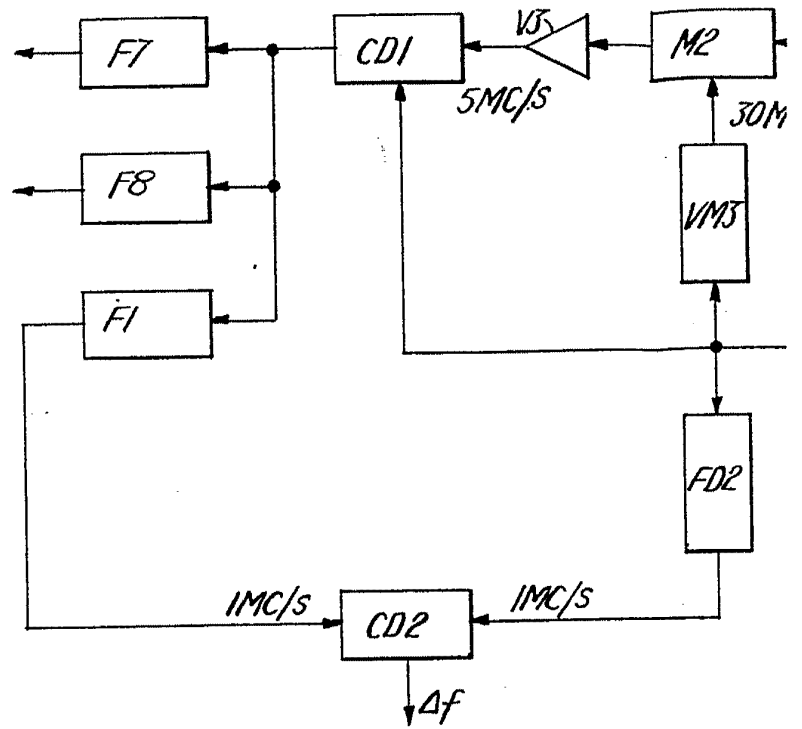 F7
CD1
V3
M2
5MC/S
30M
F8
VM3
F1
FD2
1MC/S
CD2
1MC/S
Δf